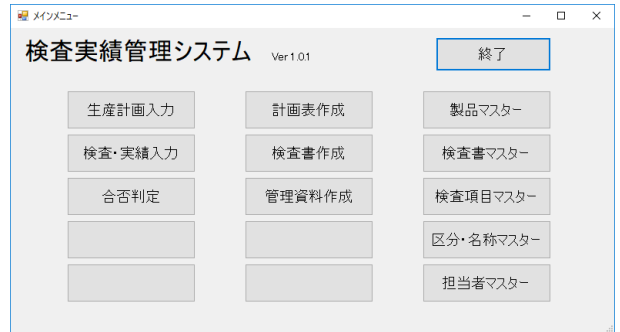 メインメニュー
検査実績管理システム Ver 1.0.1 終了
生産計画入力 計画表作成 製品マスター
検査・実績入力 検査書作成 検査書マスター
合否判定 管理資料作成 検査項目マスター
区分・名称マスター
担当者マスター